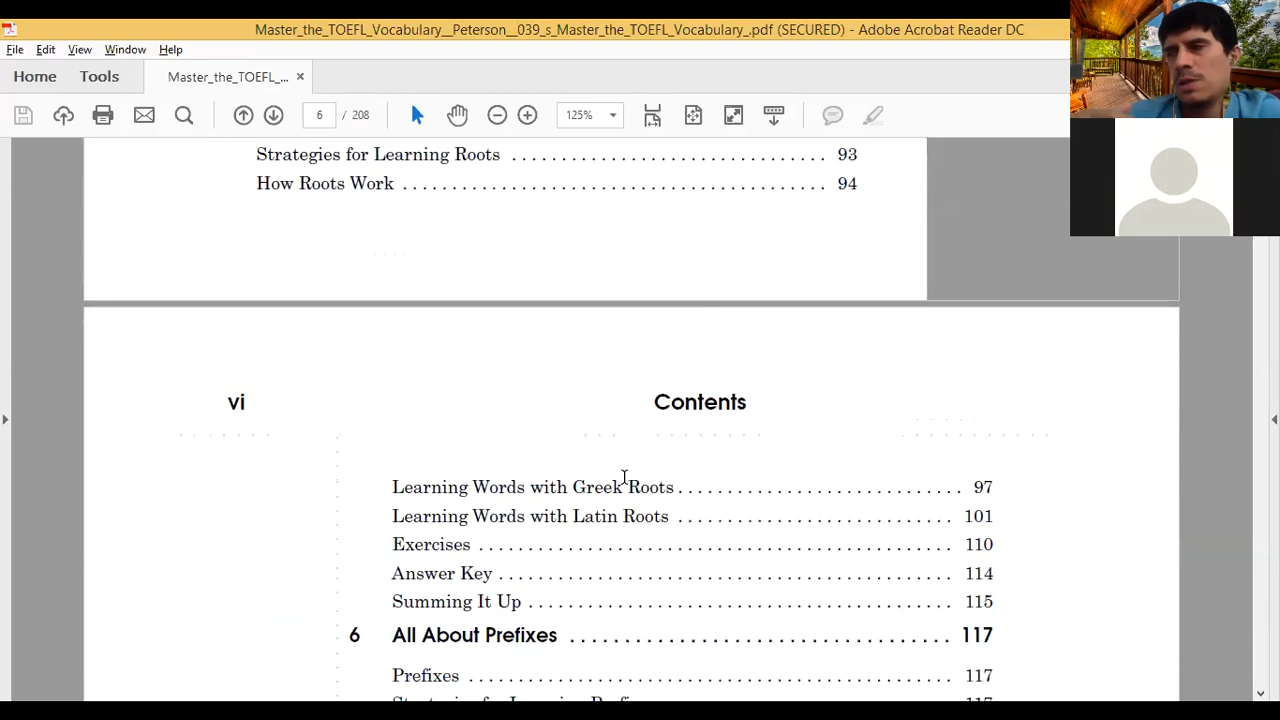 Master_the_TOEFL_Vocabulary__Peterson__039_s_Master_the_TOEFL_Vocabulary_.pdf (SECURED) - Adobe Acrobat Reader DC
File Edit View Window Help
Home Tools Master_the_TOEFL_... ×
6 / 208 125%
Strategies for Learning Roots . . . . . . . . . . . . . . . . . . . . . . . . . . . . . . . . 93
How Roots Work . . . . . . . . . . . . . . . . . . . . . . . . . . . . . . . . . . . . . . . . . . . 94
vi Contents
Learning Words with Greek Roots . . . . . . . . . . . . . . . . . . . . . . . . . . . . . 97
Learning Words with Latin Roots . . . . . . . . . . . . . . . . . . . . . . . . . . . . 101
Exercises . . . . . . . . . . . . . . . . . . . . . . . . . . . . . . . . . . . . . . . . . . . . . . . . 110
Answer Key . . . . . . . . . . . . . . . . . . . . . . . . . . . . . . . . . . . . . . . . . . . . . . 114
Summing It Up . . . . . . . . . . . . . . . . . . . . . . . . . . . . . . . . . . . . . . . . . . . 115
6 All About Prefixes . . . . . . . . . . . . . . . . . . . . . . . . . . . . . . . . . . . . . . . 117
Prefixes . . . . . . . . . . . . . . . . . . . . . . . . . . . . . . . . . . . . . . . . . . . . . . . . . 117